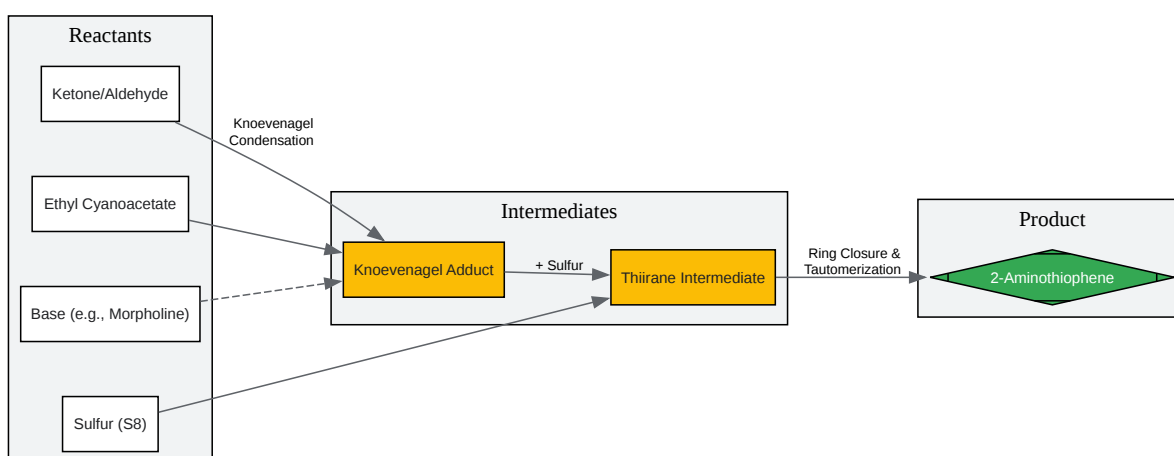 Reactants
Ketone/Aldehyde
Knoevenagel
Condensation
Ethyl Cyanoacetate
Base (e.g., Morpholine)
Sulfur (S8)
Intermediates
Knoevenagel Adduct
+ Sulfur
Thiirane Intermediate
Ring Closure &
Tautomerization
Product
2-Aminothiophene